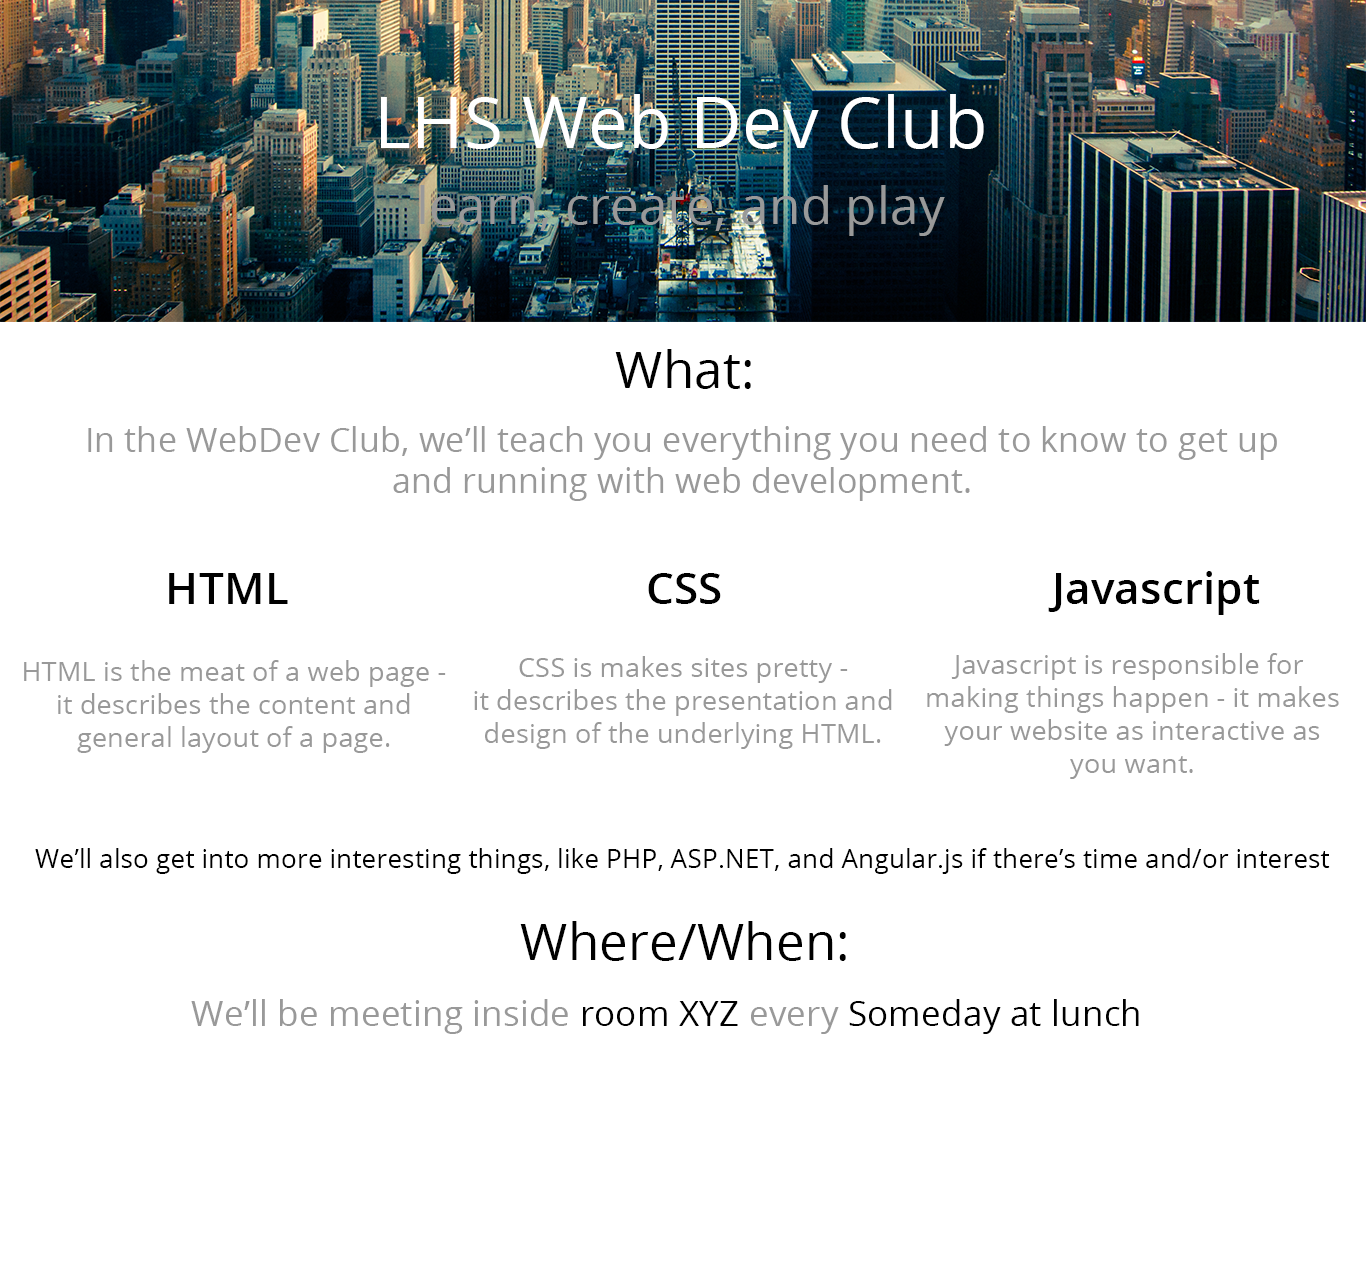 LHS Web Dev Club
learn, create, and play
What:
In the WebDev Club, we’ll teach you everything you need to know to get up
and running with web development.
HTML
CSS
Javascript
HTML is the meat of a web page -
it describes the content and
general layout of a page.
CSS is makes sites pretty -
it describes the presentation and
design of the underlying HTML.
Javascript is responsible for
making things happen - it makes
your website as interactive as
you want.
We’ll also get into more interesting things, like PHP, ASP.NET, and Angular.js if there’s time and/or interest
Where/When:
We’ll be meeting inside room XYZ every Someday at lunch